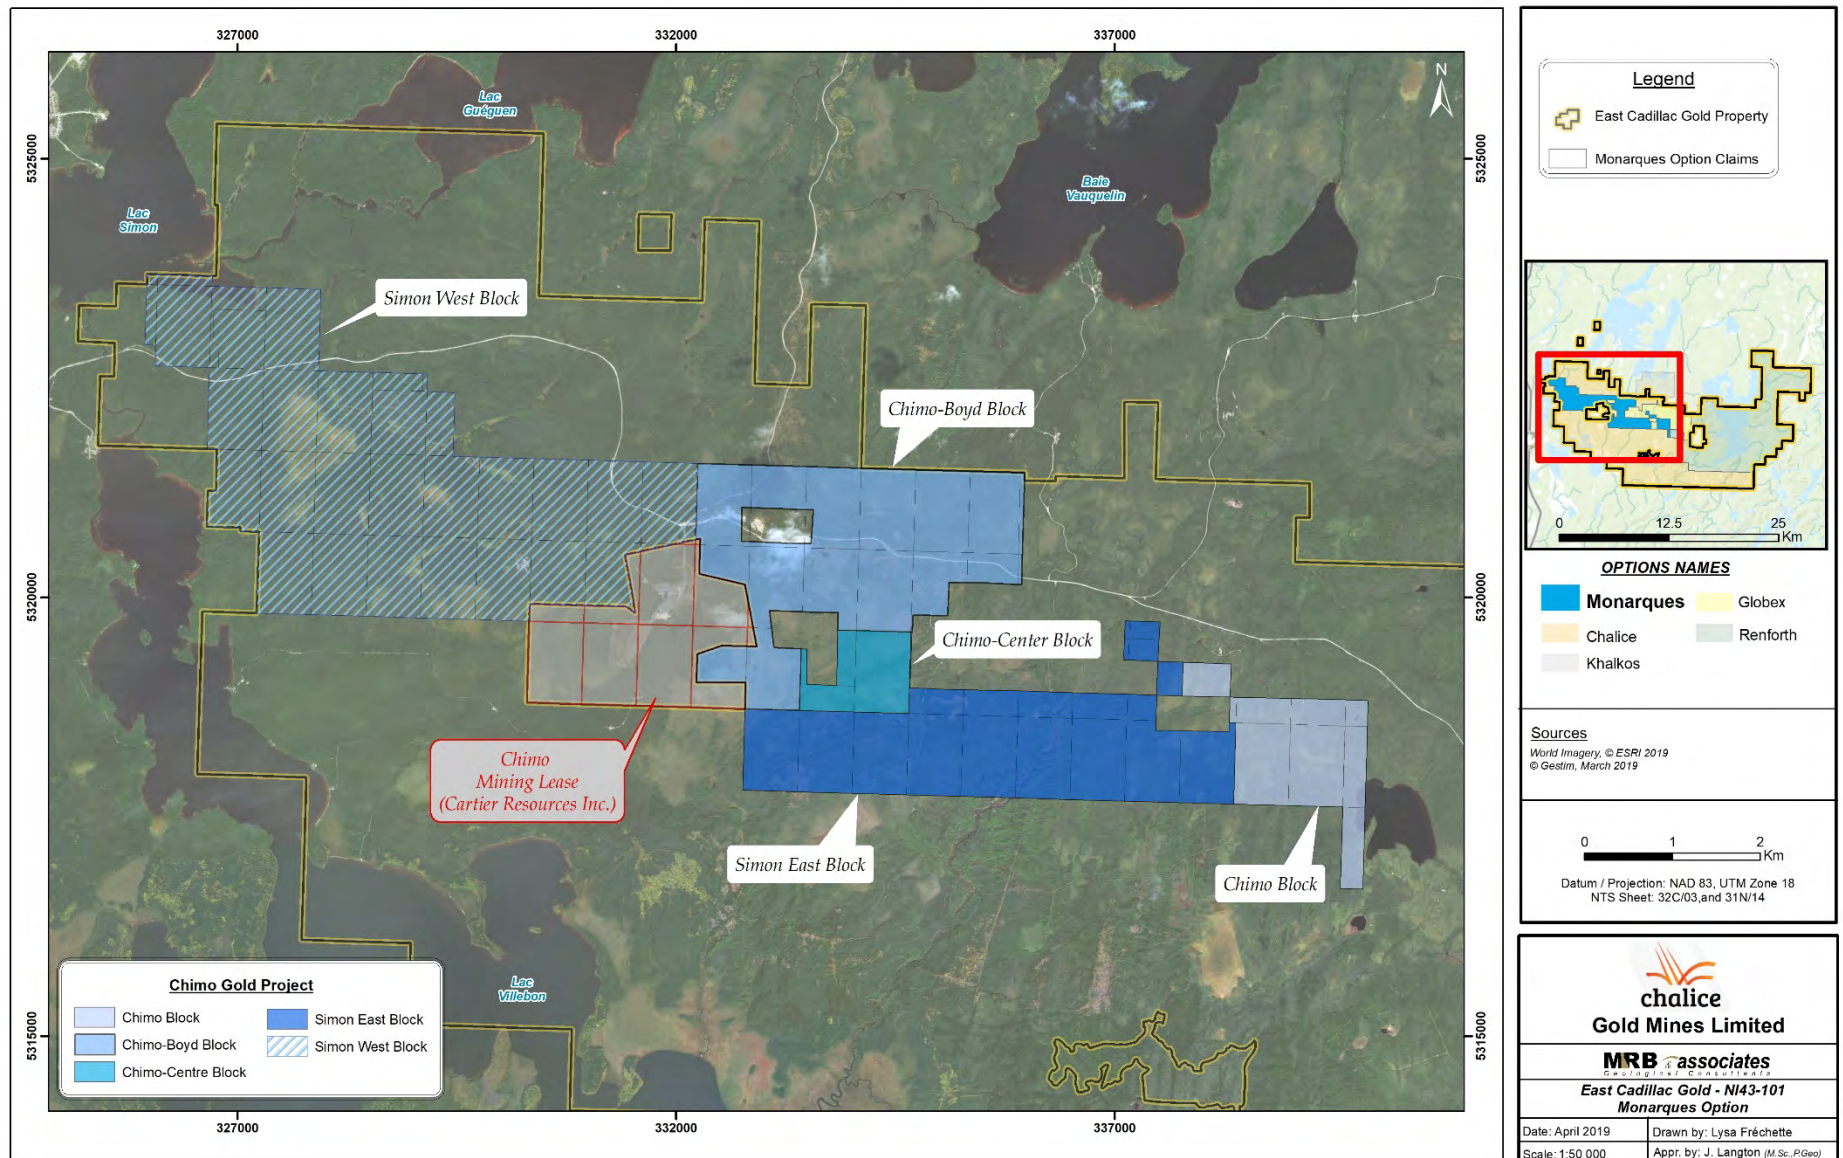 327000
332000
337000
N
5325000
5325000
5320000
5320000
5315000
5315000
Lac
Guéguen
Lac
Simon
Baie
Vauquelin
Simon West Block
Chimo-Boyd Block
Chimo-Center Block
Chimo
Mining Lease
(Cartier Resources Inc.)
Simon East Block
Chimo Block
Lac
Villebon
Chimo Gold Project
Chimo Block
Chimo-Boyd Block
Chimo-Centre Block
Simon East Block
Simon West Block
327000
332000
337000
Legend
East Cadillac Gold Property
Monarques Option Claims
0 12.5 25
Km
OPTIONS NAMES
Monarques
Globex
Chalice
Renforth
Khalkos
Sources
World Imagery, © ESRI 2019
© Gestim, March 2019
0 1 2
Km
Datum / Projection: NAD 83, UTM Zone 18
NTS Sheet: 32C/03,and 31N/14
chalice
Gold Mines Limited
MRB & associates
Geological Consultants
East Cadillac Gold - NI43-101
Monarques Option
Date: April 2019
Drawn by: Lysa Fréchette
Scale: 1:50 000
Appr. by: J. Langton (M.Sc.,P.Geo)